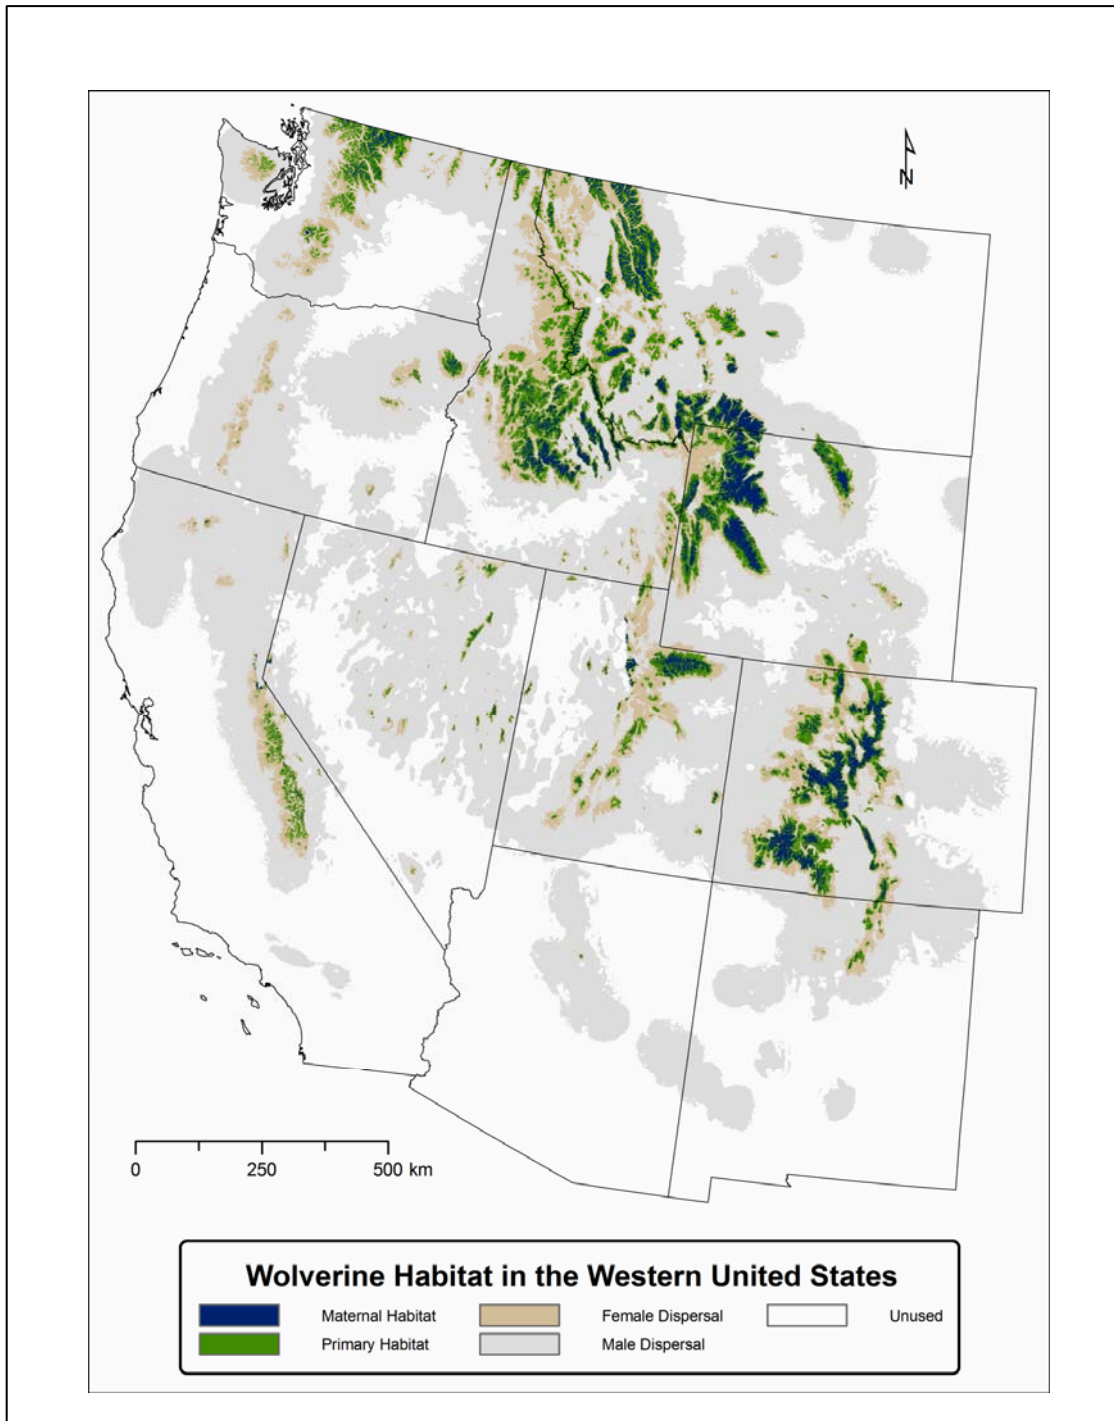 N
0 250 500 km
Wolverine Habitat in the Western United States
Maternal Habitat Female Dispersal Unused
Primary Habitat Male Dispersal